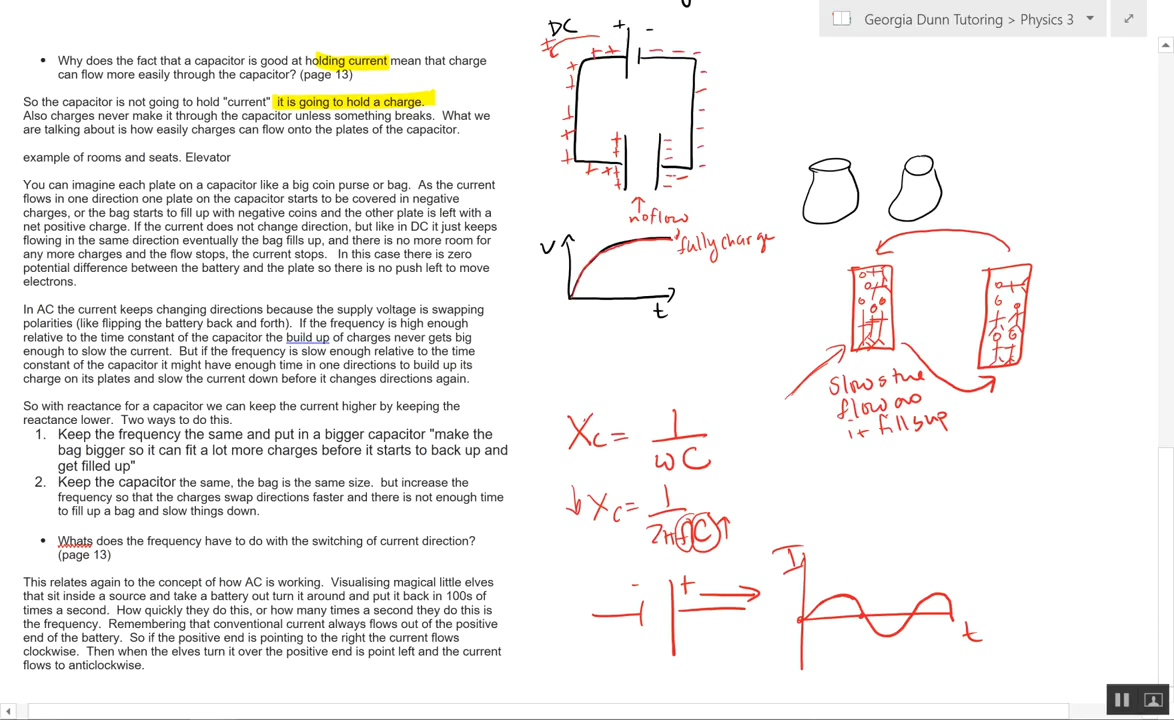 Georgia Dunn Tutoring > Physics 3
• Why does the fact that a capacitor is good at holding current mean that charge
can flow more easily through the capacitor? (page 13)
So the capacitor is not going to hold "current" it is going to hold a charge.
Also charges never make it through the capacitor unless something breaks. What we
are talking about is how easily charges can flow onto the plates of the capacitor.
example of rooms and seats. Elevator
You can imagine each plate on a capacitor like a big coin purse or bag. As the current
flows in one direction one plate on the capacitor starts to be covered in negative
charges, or the bag starts to fill up with negative coins and the other plate is left with a
net positive charge. If the current does not change direction, but like in DC it just keeps
flowing in the same direction eventually the bag fills up, and there is no more room for
any more charges and the flow stops, the current stops. In this case there is zero
potential difference between the battery and the plate so there is no push left to move
electrons.
In AC the current keeps changing directions because the supply voltage is swapping
polarities (like flipping the battery back and forth). If the frequency is high enough
relative to the time constant of the capacitor the build up of charges never gets big
enough to slow the current. But if the frequency is slow enough relative to the time
constant of the capacitor it might have enough time in one directions to build up its
charge on its plates and slow the current down before it changes directions again.
So with reactance for a capacitor we can keep the current higher by keeping the
reactance lower. Two ways to do this.
1. Keep the frequency the same and put in a bigger capacitor "make the
bag bigger so it can fit a lot more charges before it starts to back up and
get filled up"
2. Keep the capacitor the same, the bag is the same size. but increase the
frequency so that the charges swap directions faster and there is not enough time
to fill up a bag and slow things down.
• Whats does the frequency have to do with the switching of current direction?
(page 13)
This relates again to the concept of how AC is working. Visualising magical little elves
that sit inside a source and take a battery out turn it around and put it back in 100s of
times a second. How quickly they do this, or how many times a second they do this is
the frequency. Remembering that conventional current always flows out of the positive
end of the battery. So if the positive end is pointing to the right the current flows
clockwise. Then when the elves turn it over the positive end is point left and the current
flows to anticlockwise.
DC
+ -
no flow
V
fully charge
t
slows the
flow as
it fills up
Xc = 1/ωC
↓ Xc = 1/2πfC ↑
- +
I
t